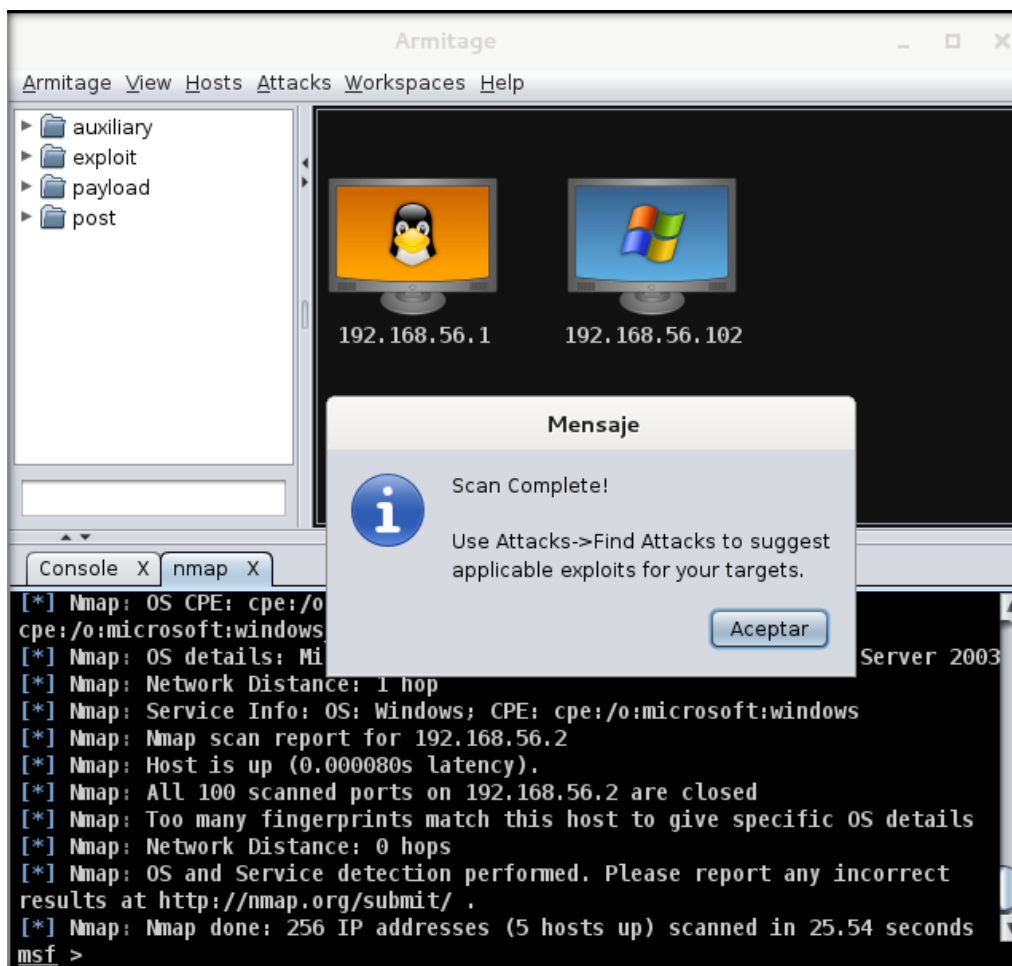 Armitage
Armitage View Hosts Attacks Workspaces Help
auxiliary
exploit
payload
post
192.168.56.1
192.168.56.102
Mensaje
Scan Complete!
Use Attacks->Find Attacks to suggest
applicable exploits for your targets.
Aceptar
Console X nmap X
[*] Nmap: OS CPE: cpe:/o
cpe:/o:microsoft:windows_
[*] Nmap: OS details: Mi Server 2003
[*] Nmap: Network Distance: 1 hop
[*] Nmap: Service Info: OS: Windows; CPE: cpe:/o:microsoft:windows
[*] Nmap: Nmap scan report for 192.168.56.2
[*] Nmap: Host is up (0.000080s latency).
[*] Nmap: All 100 scanned ports on 192.168.56.2 are closed
[*] Nmap: Too many fingerprints match this host to give specific OS details
[*] Nmap: Network Distance: 0 hops
[*] Nmap: OS and Service detection performed. Please report any incorrect
results at http://nmap.org/submit/ .
[*] Nmap: Nmap done: 256 IP addresses (5 hosts up) scanned in 25.54 seconds
msf >